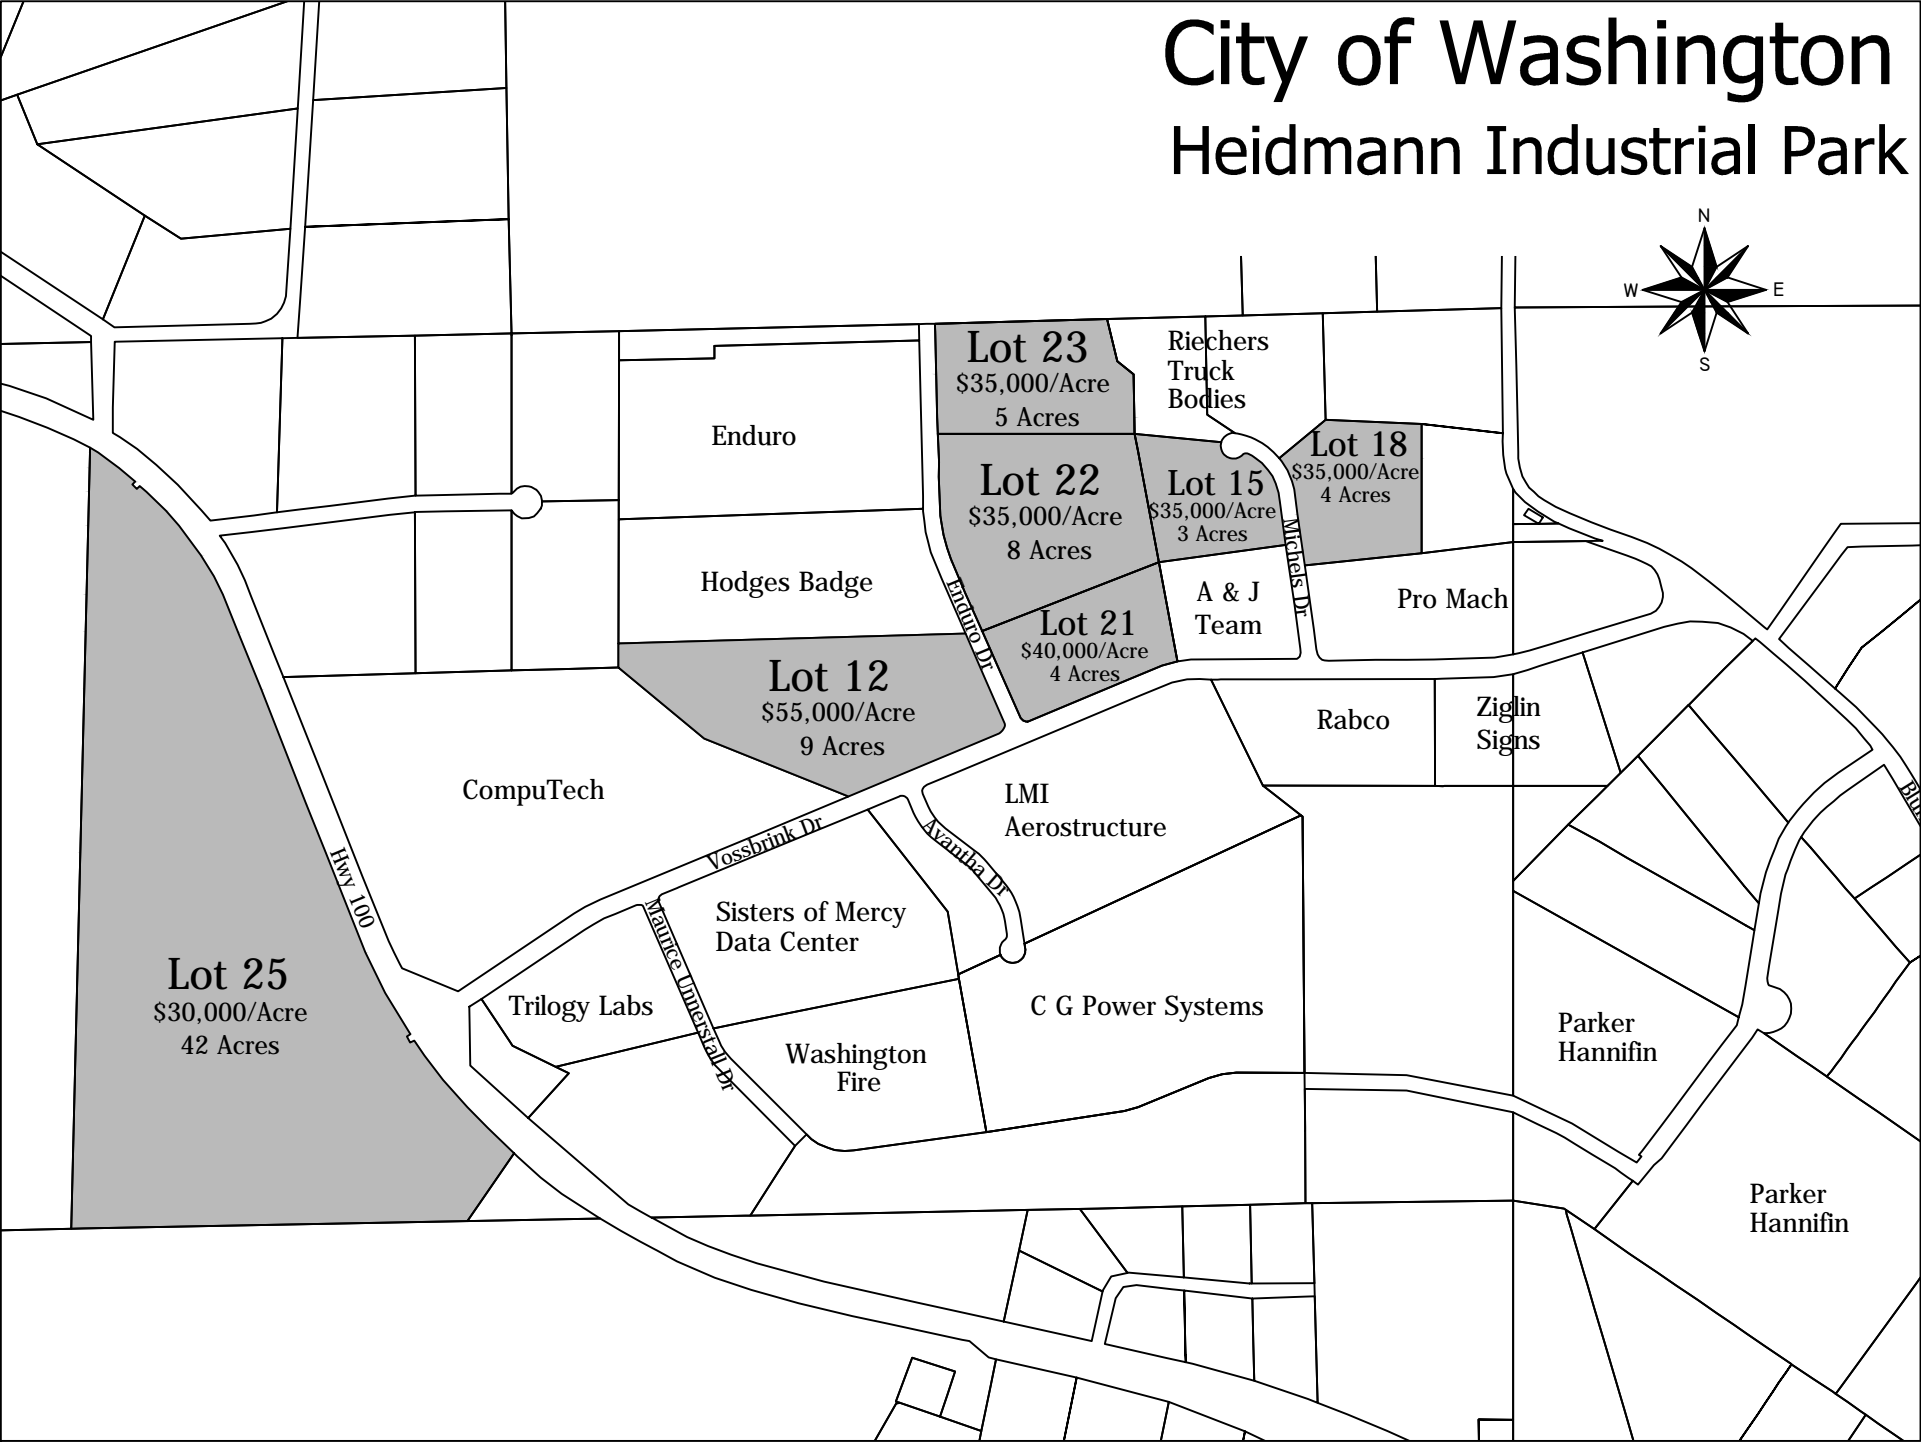 City of Washington
Heidmann Industrial Park
N
W
E
S
Lot 23
$35,000/Acre
5 Acres
Riechers
Truck
Bodies
Enduro
Lot 22
$35,000/Acre
8 Acres
Lot 15
$35,000/Acre
3 Acres
Lot 18
$35,000/Acre
4 Acres
Michels Dr
Hodges Badge
Enduro Dr
A & J
Team
Pro Mach
Lot 21
$40,000/Acre
4 Acres
Lot 12
$55,000/Acre
9 Acres
Rabco
Ziglin
Signs
CompuTech
LMI
Aerostructure
Vossbrink Dr
Avantha Dr
Hwy 100
Maurice Unnerstall Dr
Sisters of Mercy
Data Center
Lot 25
$30,000/Acre
42 Acres
Trilogy Labs
C G Power Systems
Washington
Fire
Parker
Hannifin
Parker
Hannifin